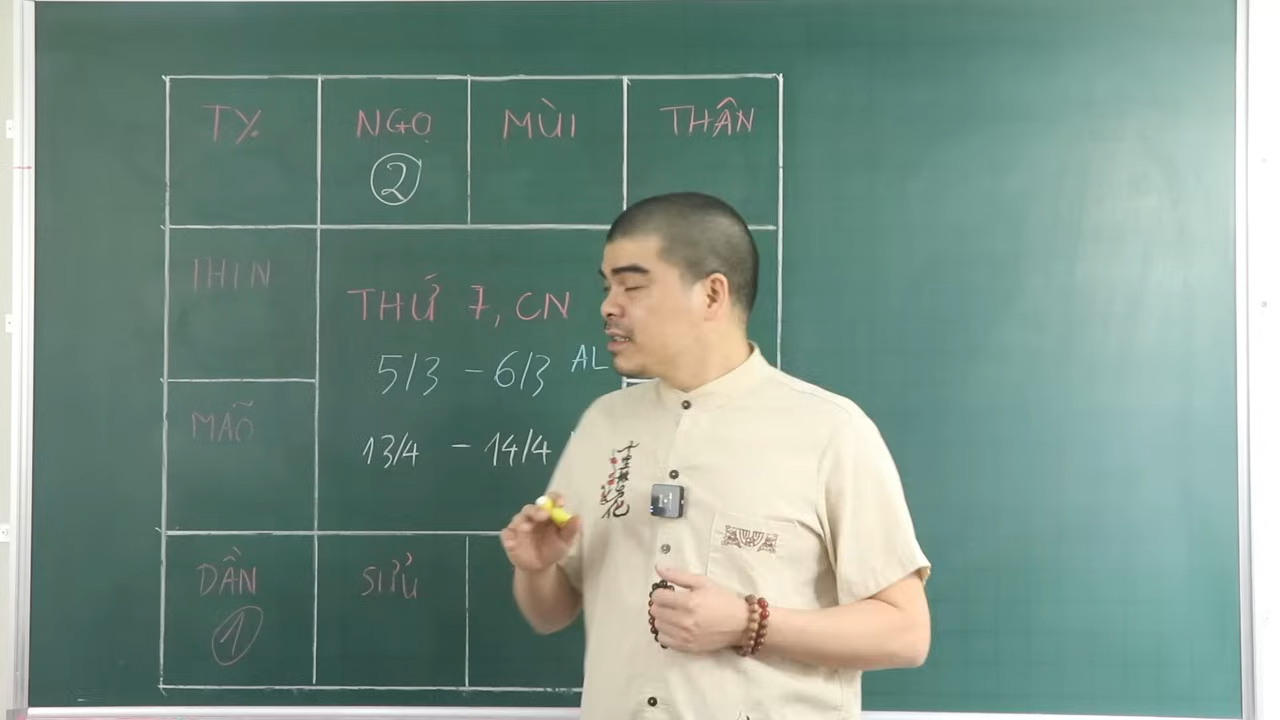 TỴ NGỌ MÙI THÂN
2
THÌN
THỨ 7, CN
5/3 - 6/3 AL
MÃO
13/4 - 14/4
DẦN SỬU
1